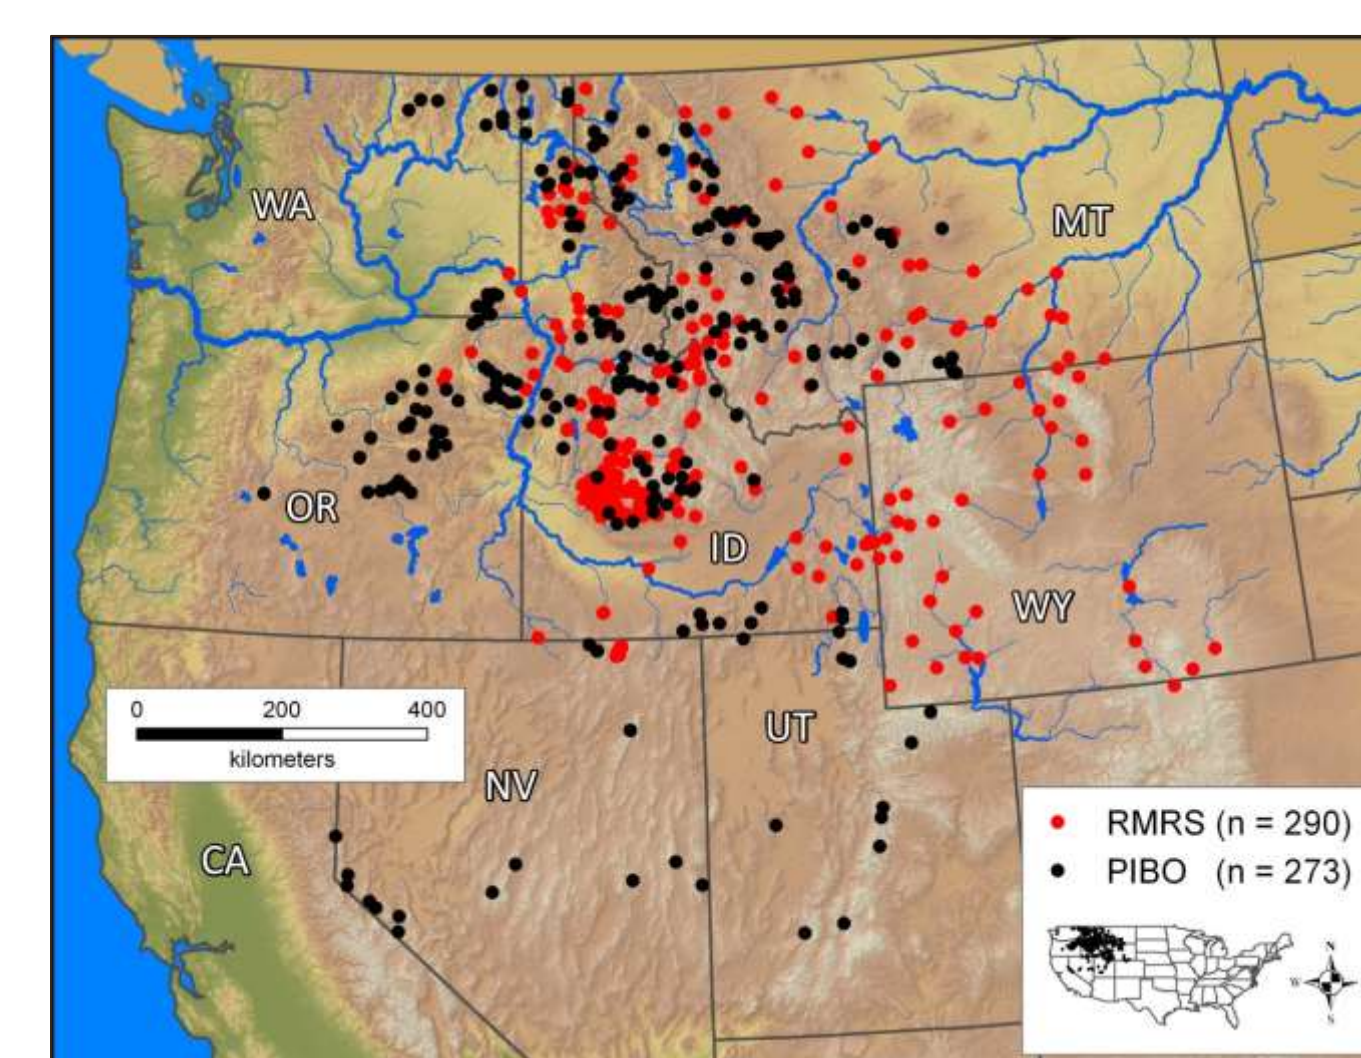 WA
MT
OR
ID
WY
0 200 400
kilometers
UT
NV
CA
RMRS (n = 290)
PIBO (n = 273)
N
W
S